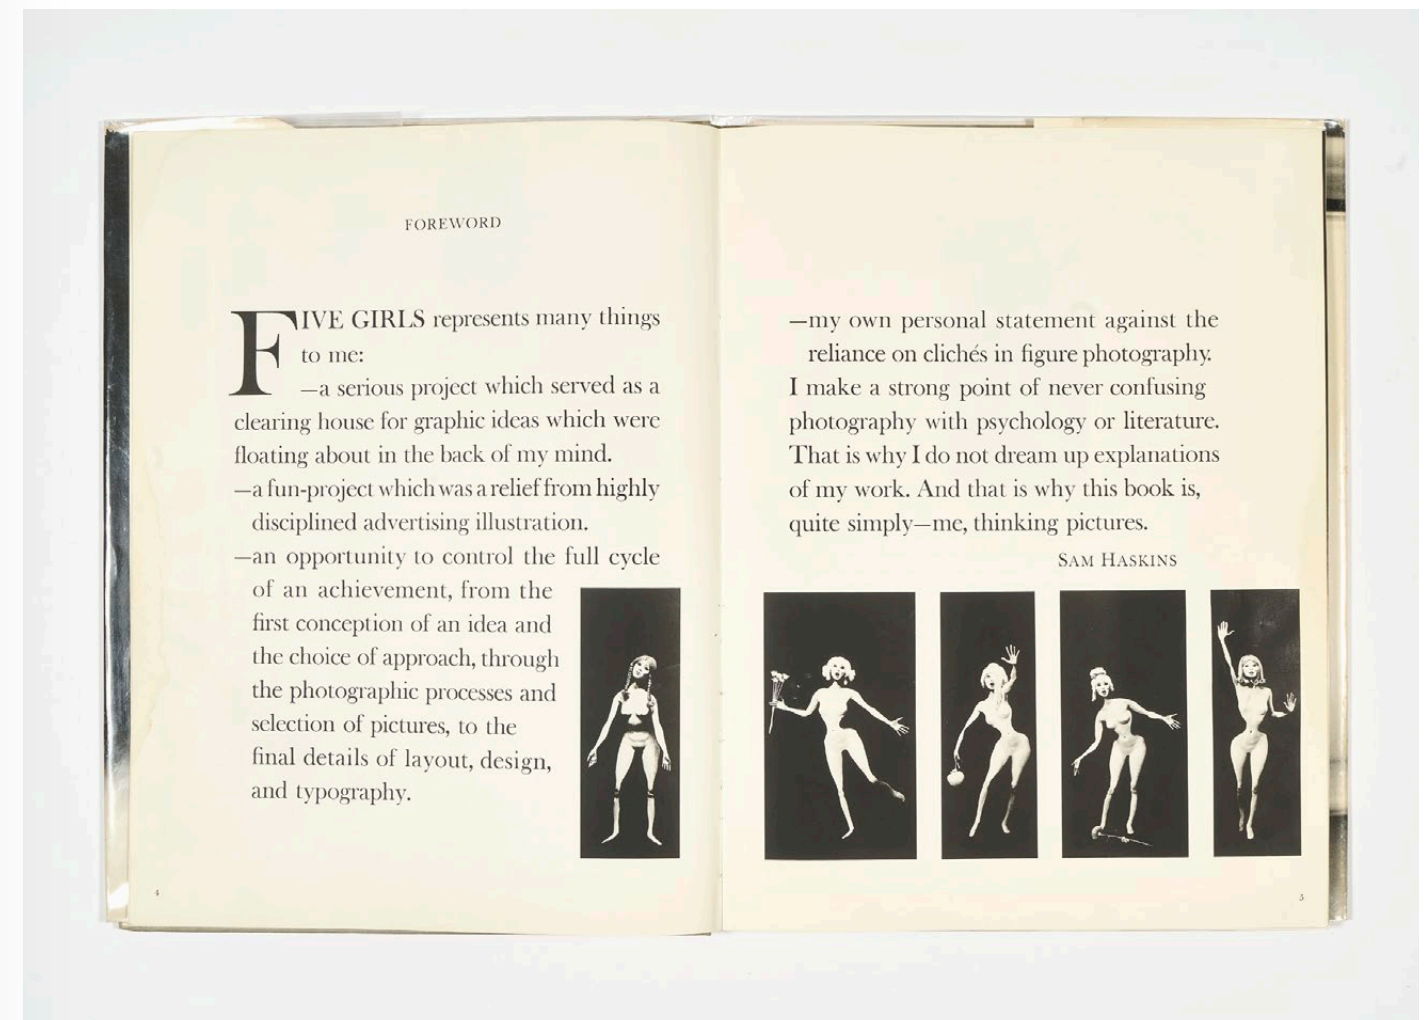 FOREWORD
FIVE GIRLS represents many things
to me:
—a serious project which served as a
clearing house for graphic ideas which were
floating about in the back of my mind.
—a fun-project which was a relief from highly
disciplined advertising illustration.
—an opportunity to control the full cycle
of an achievement, from the
first conception of an idea and
the choice of approach, through
the photographic processes and
selection of pictures, to the
final details of layout, design,
and typography.
4
—my own personal statement against the
reliance on clichés in figure photography.
I make a strong point of never confusing
photography with psychology or literature.
That is why I do not dream up explanations
of my work. And that is why this book is,
quite simply—me, thinking pictures.
SAM HASKINS
5